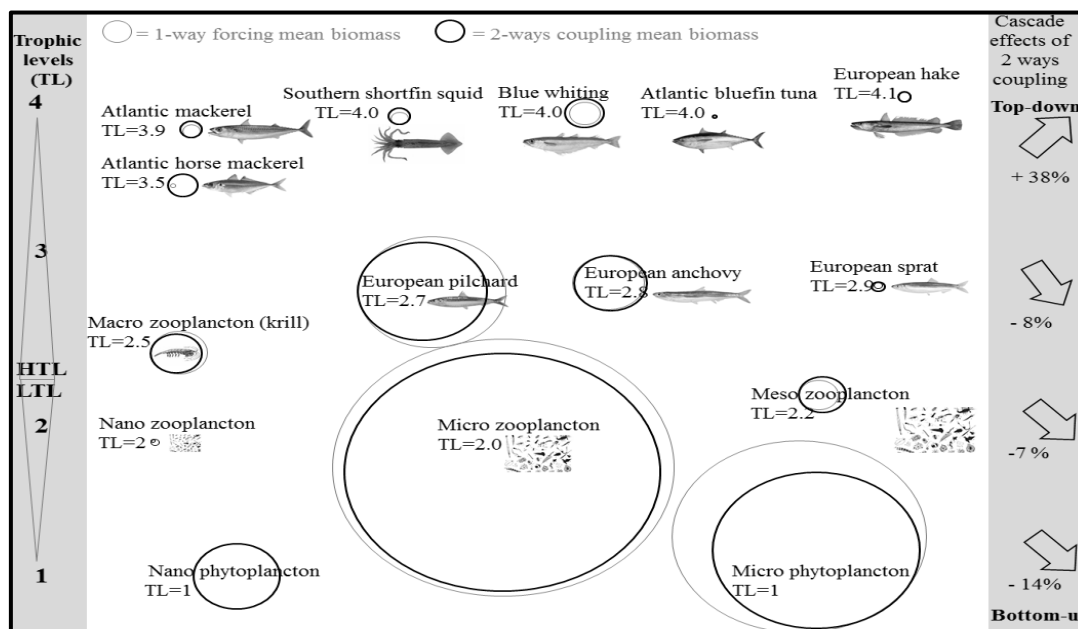 Trophic
levels
(TL)
4
3
HTL
LTL
2
1
= 1-way forcing mean biomass
= 2-ways coupling mean biomass
Atlantic mackerel
TL=3.9
Southern shortfin squid
TL=4.0
Blue whiting
TL=4.0
Atlantic bluefin tuna
TL=4.0
European hake
TL=4.1
Atlantic horse mackerel
TL=3.5
European pilchard
TL=2.7
European anchovy
TL=2.8
European sprat
TL=2.9
Macro zooplancton (krill)
TL=2.5
Meso zooplancton
TL=2.2
Nano zooplancton
TL=2
Micro zooplancton
TL=2.0
Nano phytoplancton
TL=1
Micro phytoplancton
TL=1
Cascade
effects of
2 ways
coupling
Top-down
+ 38%
- 8%
-7 %
- 14%
Bottom-u